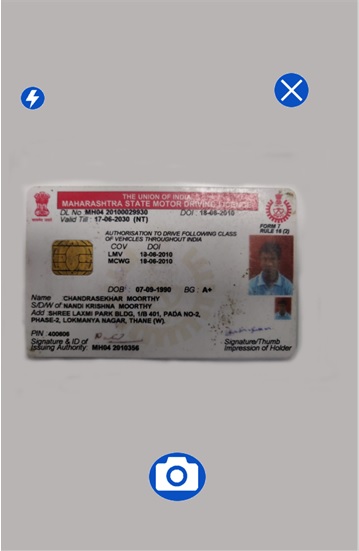 THE UNION OF INDIA
MAHARASHTRA STATE MOTOR DRIVING LICENCE
DL No MH04 20100029930 DOI : 18-06-2010
Valid Till : 17-06-2030 (NT)
FORM 7
RULE 16 (2)
AUTHORISATION TO DRIVE FOLLOWING CLASS
OF VEHICLES THROUGHOUT INDIA
COV DOI
LMV 18-06-2010
MCWG 18-06-2010
DOB : 07-09-1990 BG : A+
Name CHANDRASEKHAR MOORTHY
S/D/W of NANDI KRISHNA MOORTHY
Add SHREE LAXMI PARK BLDG, 1/B 401, PADA NO-2,
PHASE-2, LOKMANYA NAGAR, THANE (W).
PIN : 400606
Signature & ID of
Issuing Authority: MH04 2010356
Signature/Thumb
Impression of Holder